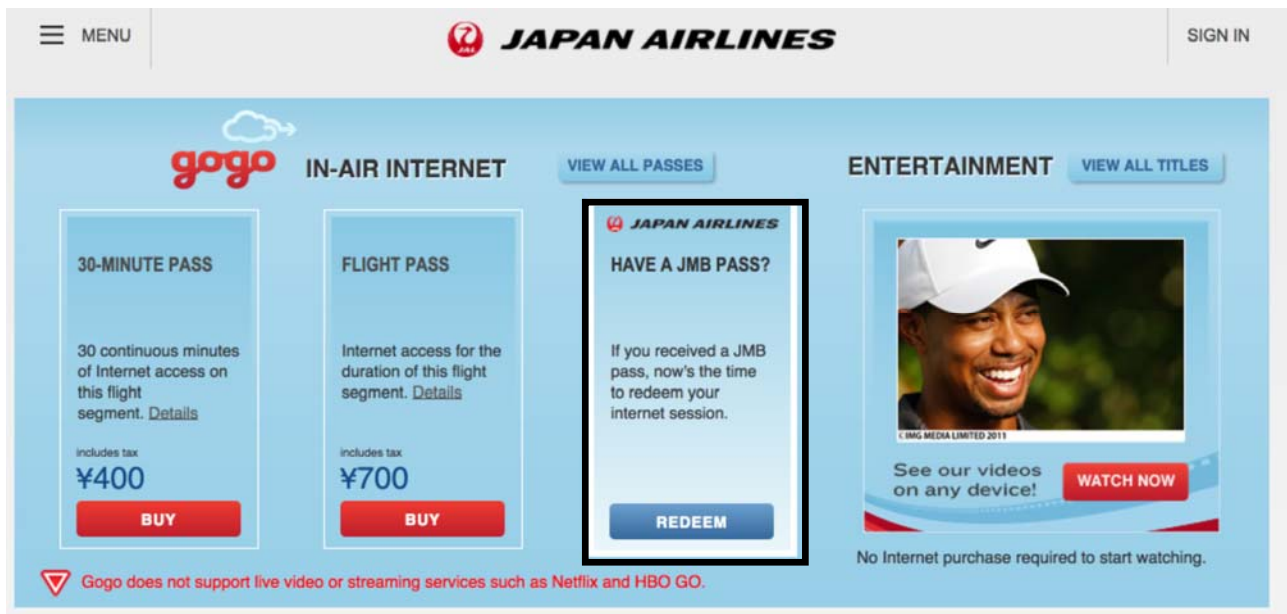 MENU
JAL
JAPAN AIRLINES
SIGN IN
gogo
IN-AIR INTERNET
VIEW ALL PASSES
30-MINUTE PASS
30 continuous minutes
of Internet access on
this flight
segment. Details
includes tax
¥400
BUY
FLIGHT PASS
Internet access for the
duration of this flight
segment. Details
includes tax
¥700
BUY
JAPAN AIRLINES
HAVE A JMB PASS?
If you received a JMB
pass, now's the time
to redeem your
internet session.
REDEEM
ENTERTAINMENT
VIEW ALL TITLES
©IMG MEDIA LIMITED 2011
See our videos
on any device!
WATCH NOW
No Internet purchase required to start watching.
Gogo does not support live video or streaming services such as Netflix and HBO GO.